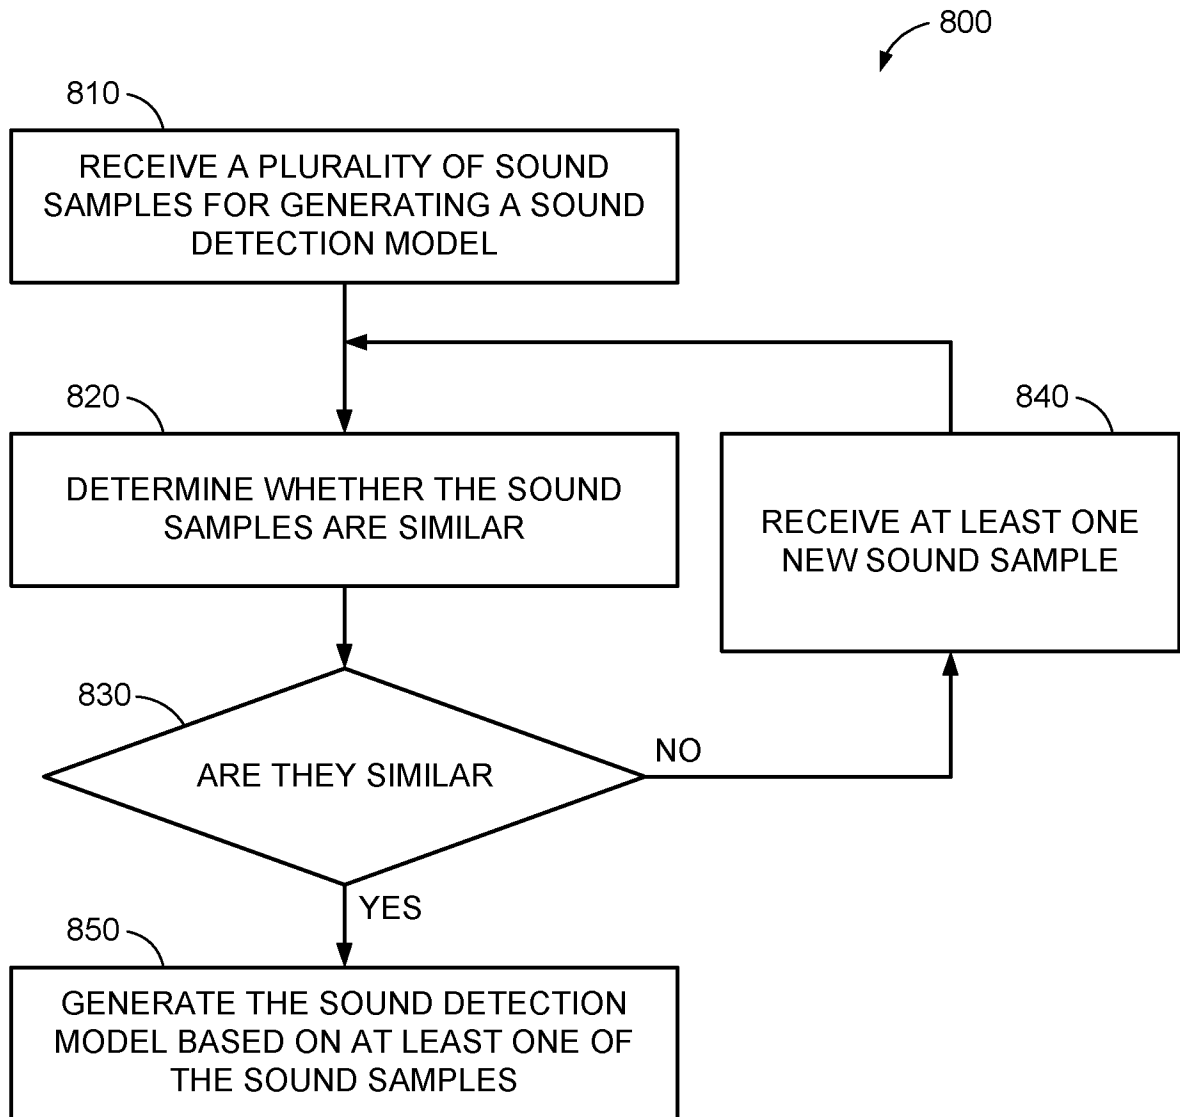 800
810
RECEIVE A PLURALITY OF SOUND
SAMPLES FOR GENERATING A SOUND
DETECTION MODEL
820
DETERMINE WHETHER THE SOUND
SAMPLES ARE SIMILAR
840
RECEIVE AT LEAST ONE
NEW SOUND SAMPLE
830
ARE THEY SIMILAR
NO
YES
850
GENERATE THE SOUND DETECTION
MODEL BASED ON AT LEAST ONE OF
THE SOUND SAMPLES